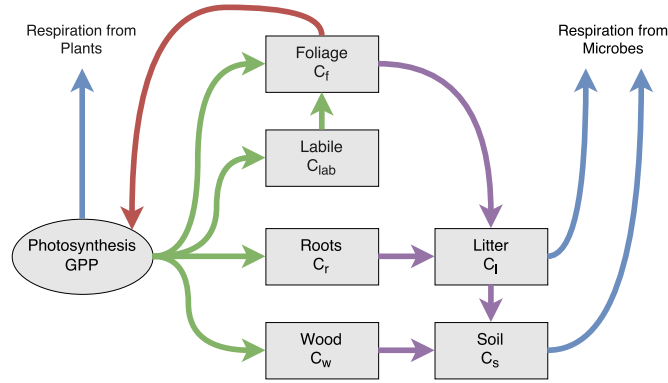 Respiration from
Plants
Respiration from
Microbes
Foliage
Cf
Labile
Clab
Photosynthesis
GPP
Roots
Cr
Litter
Cl
Wood
Cw
Soil
Cs